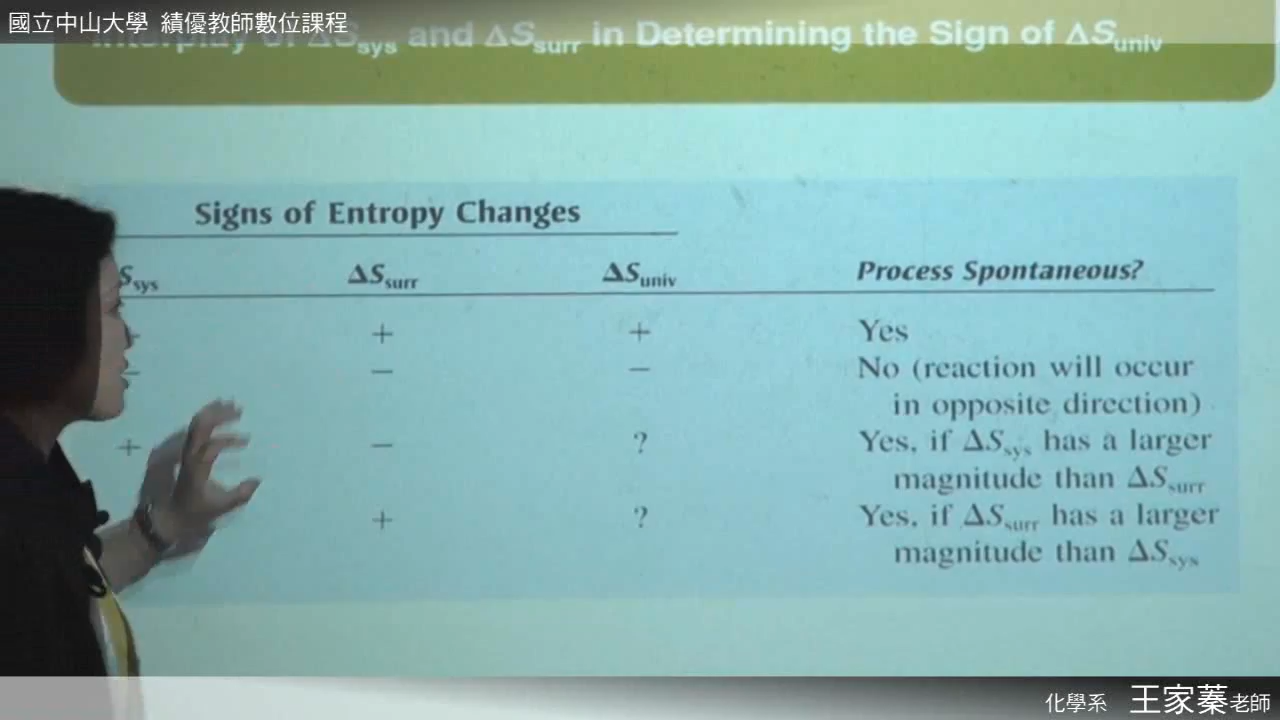 國立中山大學 績優教師數位課程
Interplay of ΔSsys and ΔSsurr in Determining the Sign of ΔSuniv
Signs of Entropy Changes
Ssys ΔSsurr ΔSuniv Process Spontaneous?
+ + Yes
− − − No (reaction will occur
in opposite direction)
+ − ? Yes, if ΔSsys has a larger
magnitude than ΔSsurr
+ ? Yes, if ΔSsurr has a larger
magnitude than ΔSsys
化學系 王家蓁老師